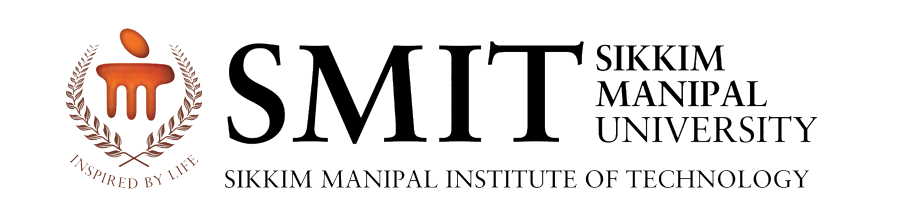 INSPIRED BY LIFE
SMIT
SIKKIM
MANIPAL
UNIVERSITY
SIKKIM MANIPAL INSTITUTE OF TECHNOLOGY